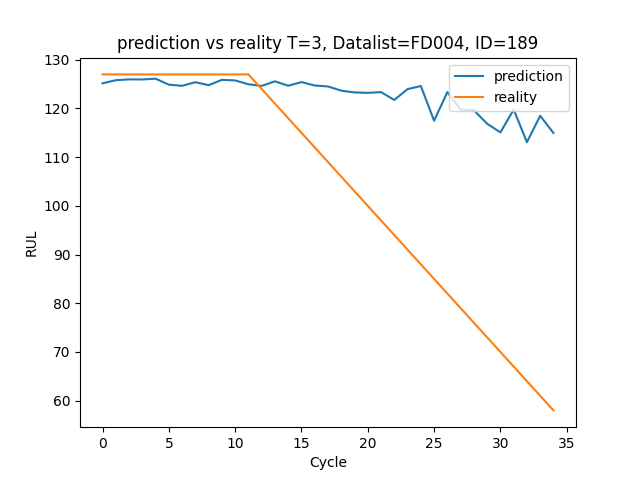 prediction vs reality T=3, Datalist=FD004, ID=189
130
120
110
100
90
80
70
60
RUL
prediction
reality
0 5 10 15 20 25 30 35
Cycle